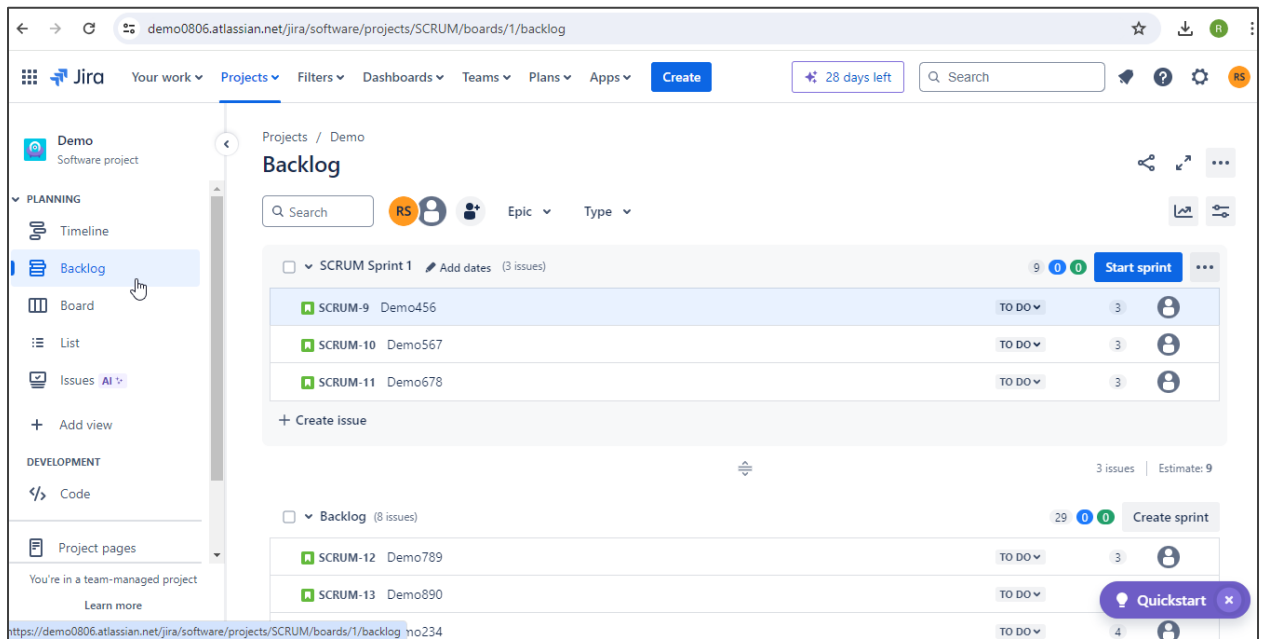 demo0806.atlassian.net/jira/software/projects/SCRUM/boards/1/backlog R
Jira Your work Projects Filters Dashboards Teams Plans Apps Create 28 days left Search RS
Demo
Software project
PLANNING
Timeline
Backlog
Board
List
Issues AI
Add view
DEVELOPMENT
Code
Project pages
You're in a team-managed project
Learn more
https://demo0806.atlassian.net/jira/software/projects/SCRUM/boards/1/backlog
Projects / Demo
Backlog
Search RS Epic Type
SCRUM Sprint 1 Add dates (3 issues) 9 0 0 Start sprint
SCRUM-9 Demo456 TO DO 3
SCRUM-10 Demo567 TO DO 3
SCRUM-11 Demo678 TO DO 3
+ Create issue
3 issues Estimate: 9
Backlog (8 issues) 29 0 0 Create sprint
SCRUM-12 Demo789 TO DO 3
SCRUM-13 Demo890 TO DO
Quickstart
mo234 TO DO 4